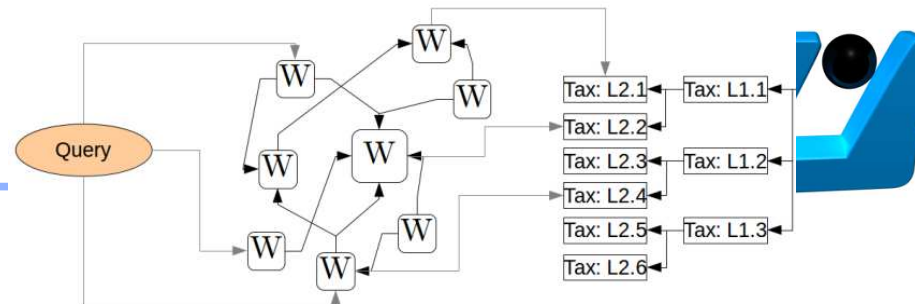 W
W
W
Tax: L2.1
Tax: L1.1
Tax: L2.2
Query
W
W
Tax: L2.3
Tax: L1.2
Tax: L2.4
W
W
Tax: L2.5
Tax: L1.3
W
Tax: L2.6